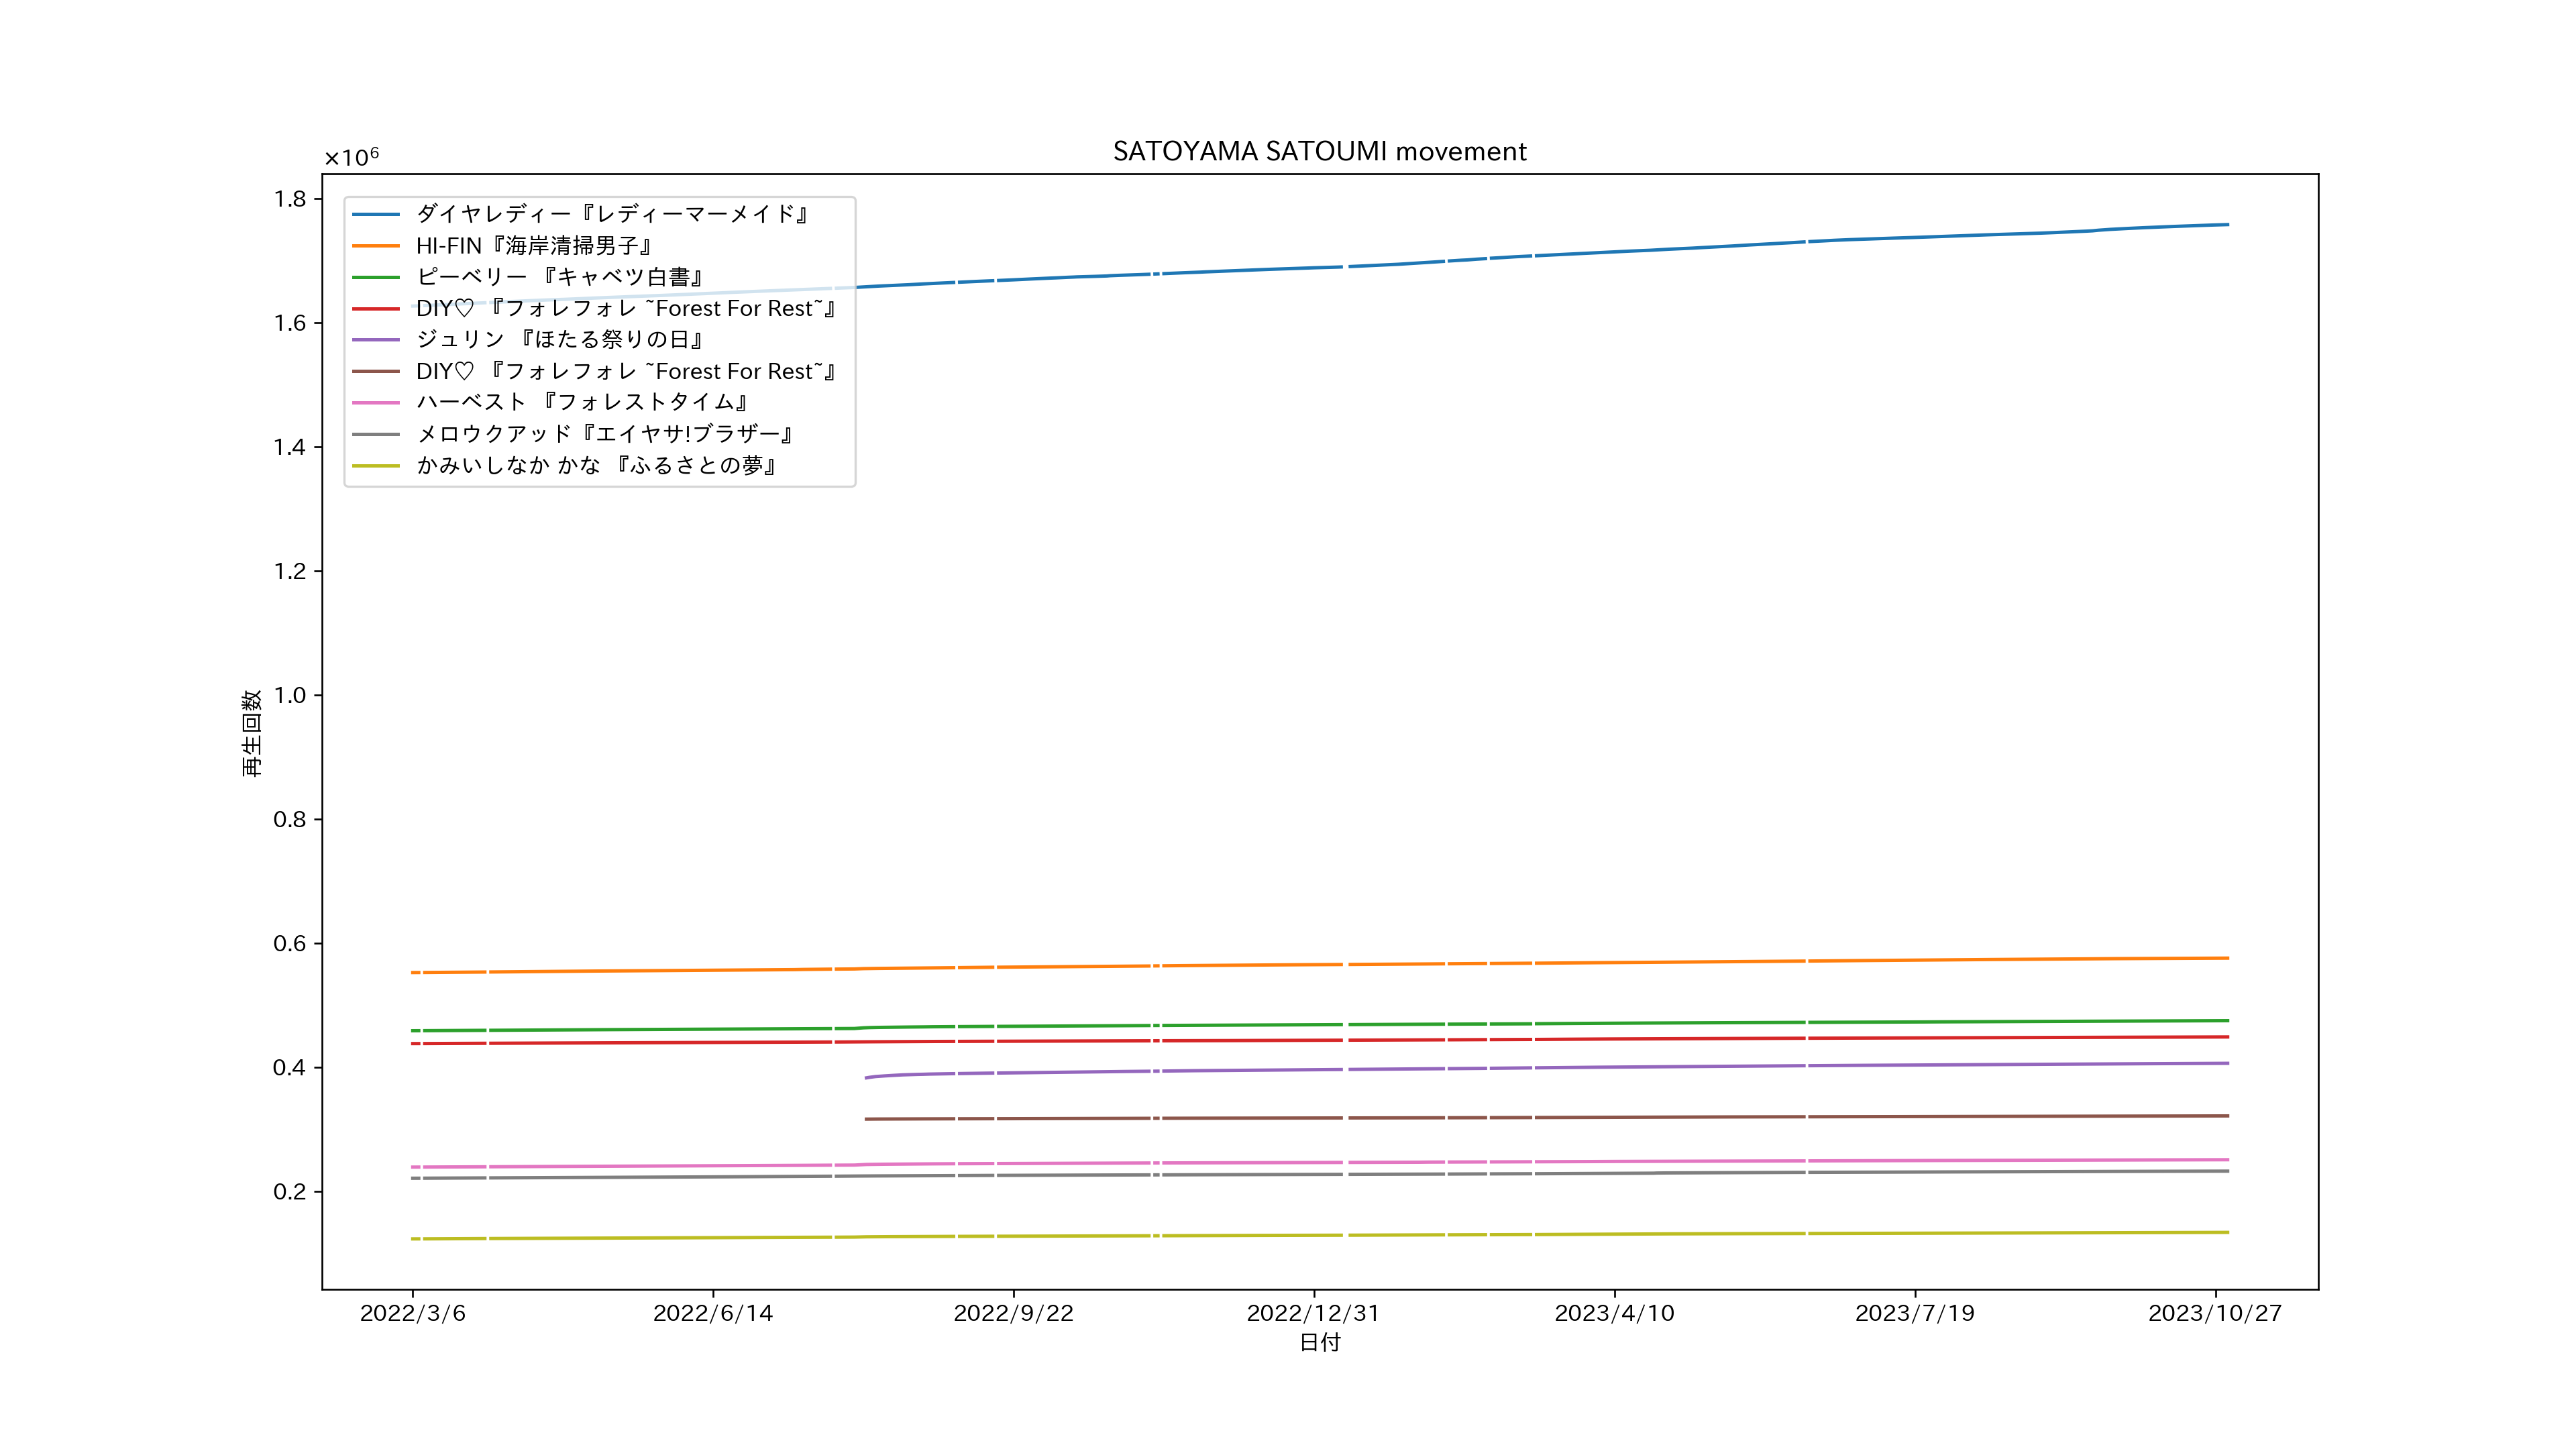 SATOYAMA SATOUMI movement
×10⁶
1.8
1.6
1.4
1.2
1.0
0.8
0.6
0.4
0.2
再生回数
ダイヤレディー『レディーマーメイド』
HI-FIN『海岸清掃男子』
ピーベリー 『キャベツ白書』
DIY♡ 『フォレフォレ ~Forest For Rest~』
ジュリン 『ほたる祭りの日』
DIY♡ 『フォレフォレ ~Forest For Rest~』
ハーベスト 『フォレストタイム』
メロウクアッド『エイヤサ!ブラザー』
かみいしなか かな 『ふるさとの夢』
2022/3/6 2022/6/14 2022/9/22 2022/12/31 2023/4/10 2023/7/19 2023/10/27
日付